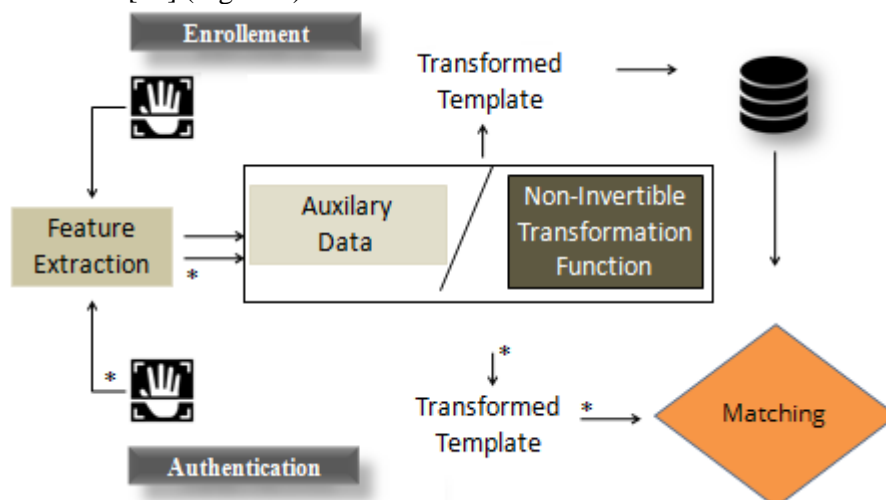 Enrollement
Transformed
Template
Auxilary
Data
Non-Invertible
Transformation
Function
Feature
Extraction
*
*
*
Transformed
Template
*
Matching
Authentication